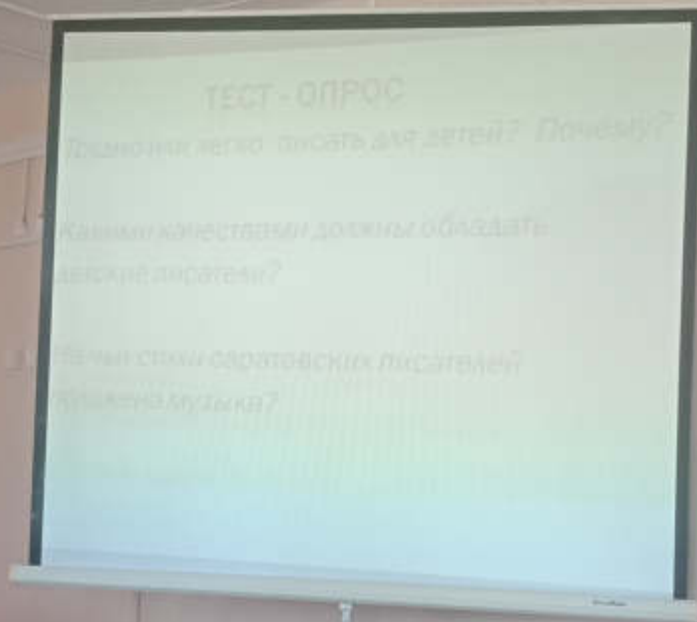 ТЕСТ - ОПРОС
Трудно или легко писать для детей? Почему?
Какими качествами должны обладать
детские писатели?
На чьи стихи саратовских писателей
положена музыка?